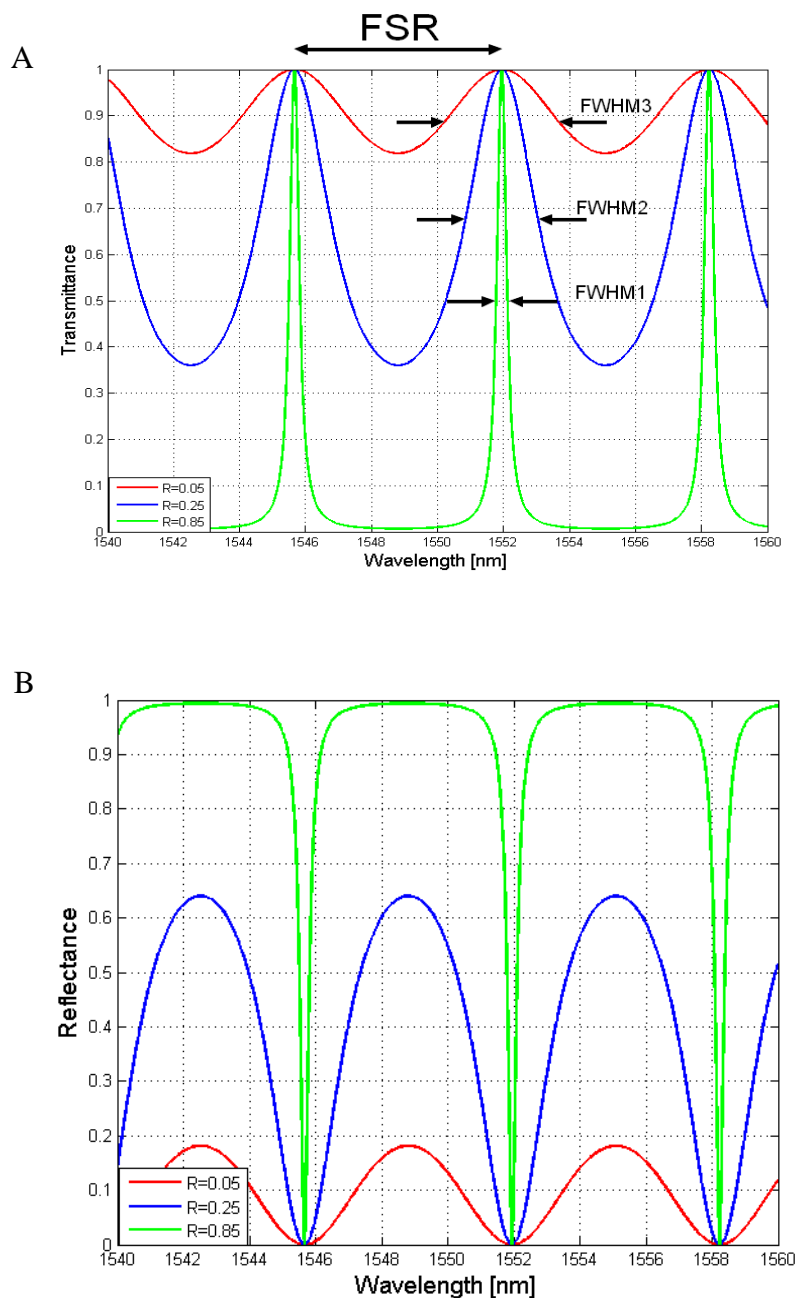 FSR
A
1
0.9
0.8
0.7
0.6
0.5
0.4
0.3
0.2
0.1
0
Transmittance
FWHM3
FWHM2
FWHM1
R=0.05
R=0.25
R=0.85
1540 1542 1544 1546 1548 1550 1552 1554 1556 1558 1560
Wavelength [nm]
B
1
0.9
0.8
0.7
0.6
0.5
0.4
0.3
0.2
0.1
0
Reflectance
R=0.05
R=0.25
R=0.85
1540 1542 1544 1546 1548 1550 1552 1554 1556 1558 1560
Wavelength [nm]